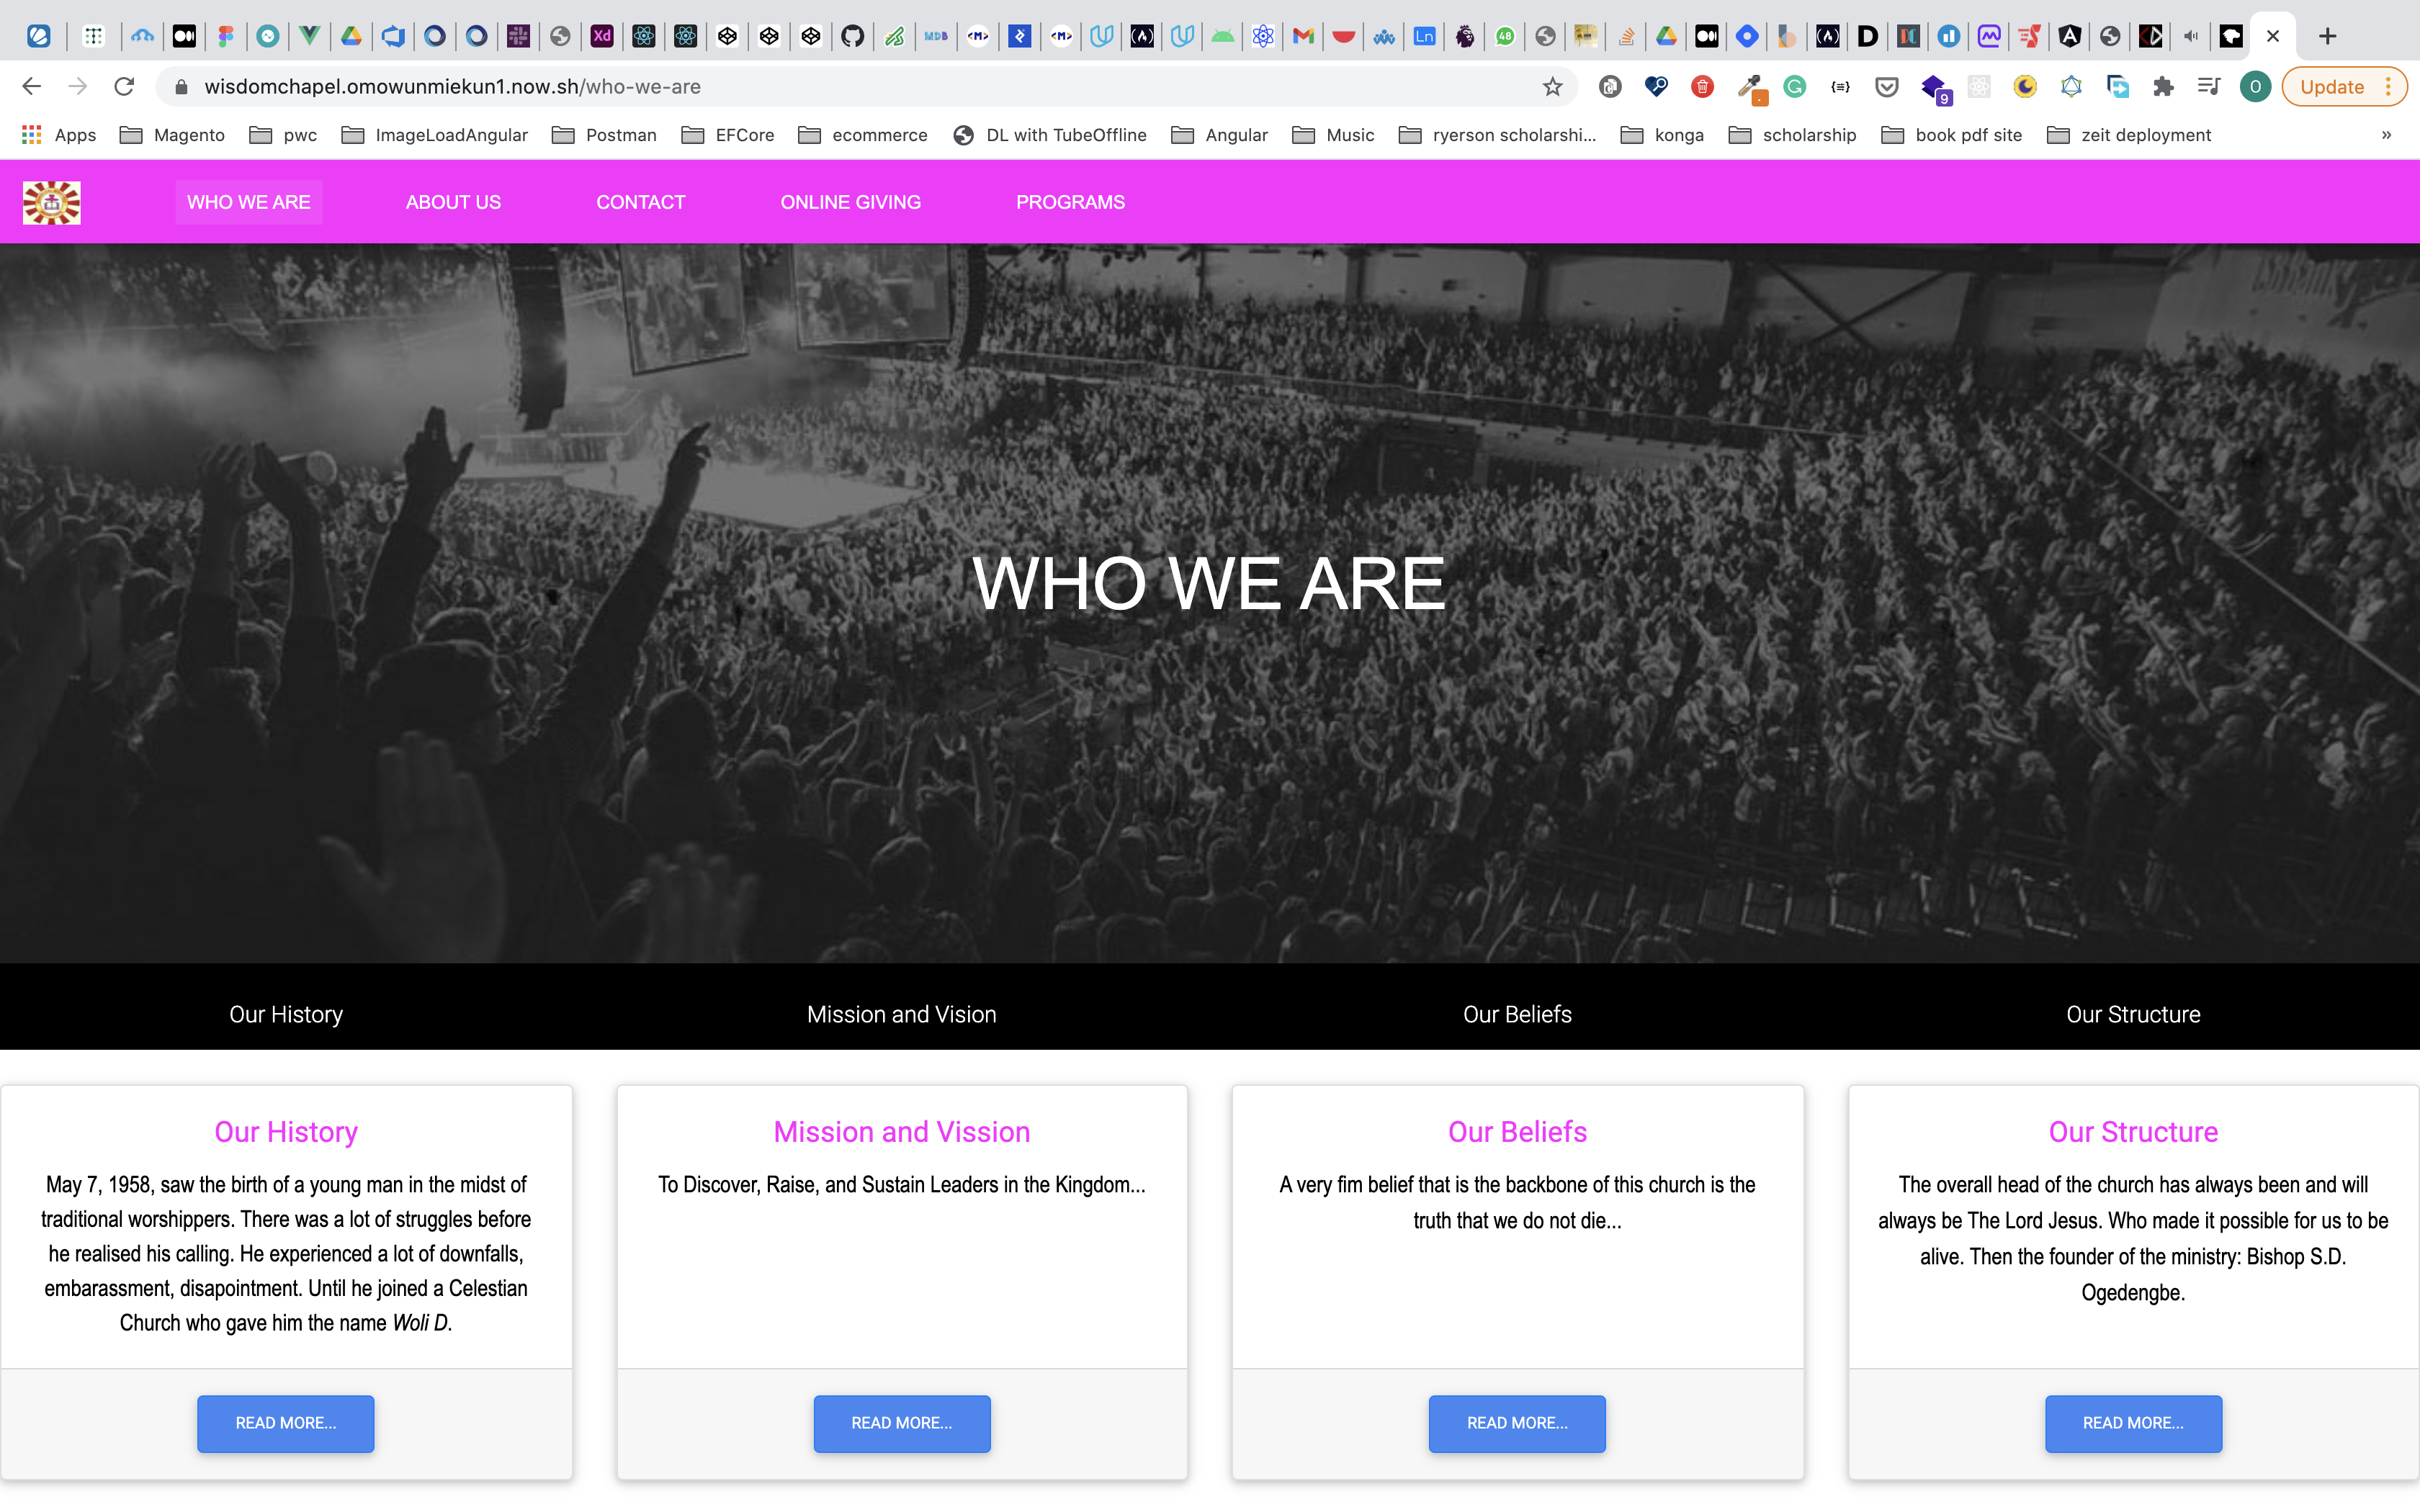 Xd
MDB
<M>
<M>
Ln
48
D
DC
wisdomchapel.omowunmiekun1.now.sh/who-we-are
9
O
Update
Apps
Magento
pwc
ImageLoadAngular
Postman
EFCore
ecommerce
DL with TubeOffline
Angular
Music
ryerson scholarshi...
konga
scholarship
book pdf site
zeit deployment
»
WHO WE ARE
ABOUT US
CONTACT
ONLINE GIVING
PROGRAMS
WHO WE ARE
Our History
Mission and Vision
Our Beliefs
Our Structure
Our History
May 7, 1958, saw the birth of a young man in the midst of
traditional worshippers. There was a lot of struggles before
he realised his calling. He experienced a lot of downfalls,
embarassment, disapointment. Until he joined a Celestian
Church who gave him the name Woli D.
READ MORE...
Mission and Vission
To Discover, Raise, and Sustain Leaders in the Kingdom...
READ MORE...
Our Beliefs
A very fim belief that is the backbone of this church is the
truth that we do not die...
READ MORE...
Our Structure
The overall head of the church has always been and will
always be The Lord Jesus. Who made it possible for us to be
alive. Then the founder of the ministry: Bishop S.D.
Ogedengbe.
READ MORE...